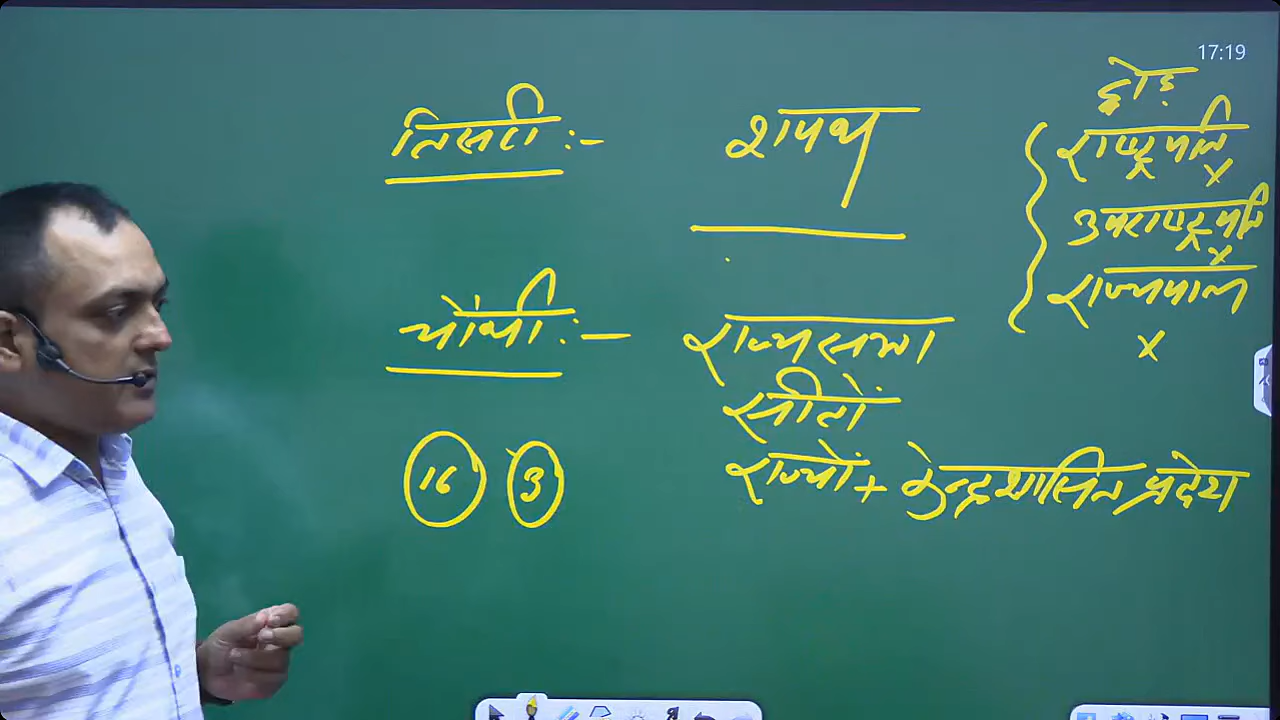 17:19
छोड़
तिसरी :- शपथ
राष्ट्रपति x
उपराष्ट्रपति x
राज्यपाल x
चौथी :- राज्यसभा
सीटों
16 3 राज्यों + केन्द्रशासित प्रदेश